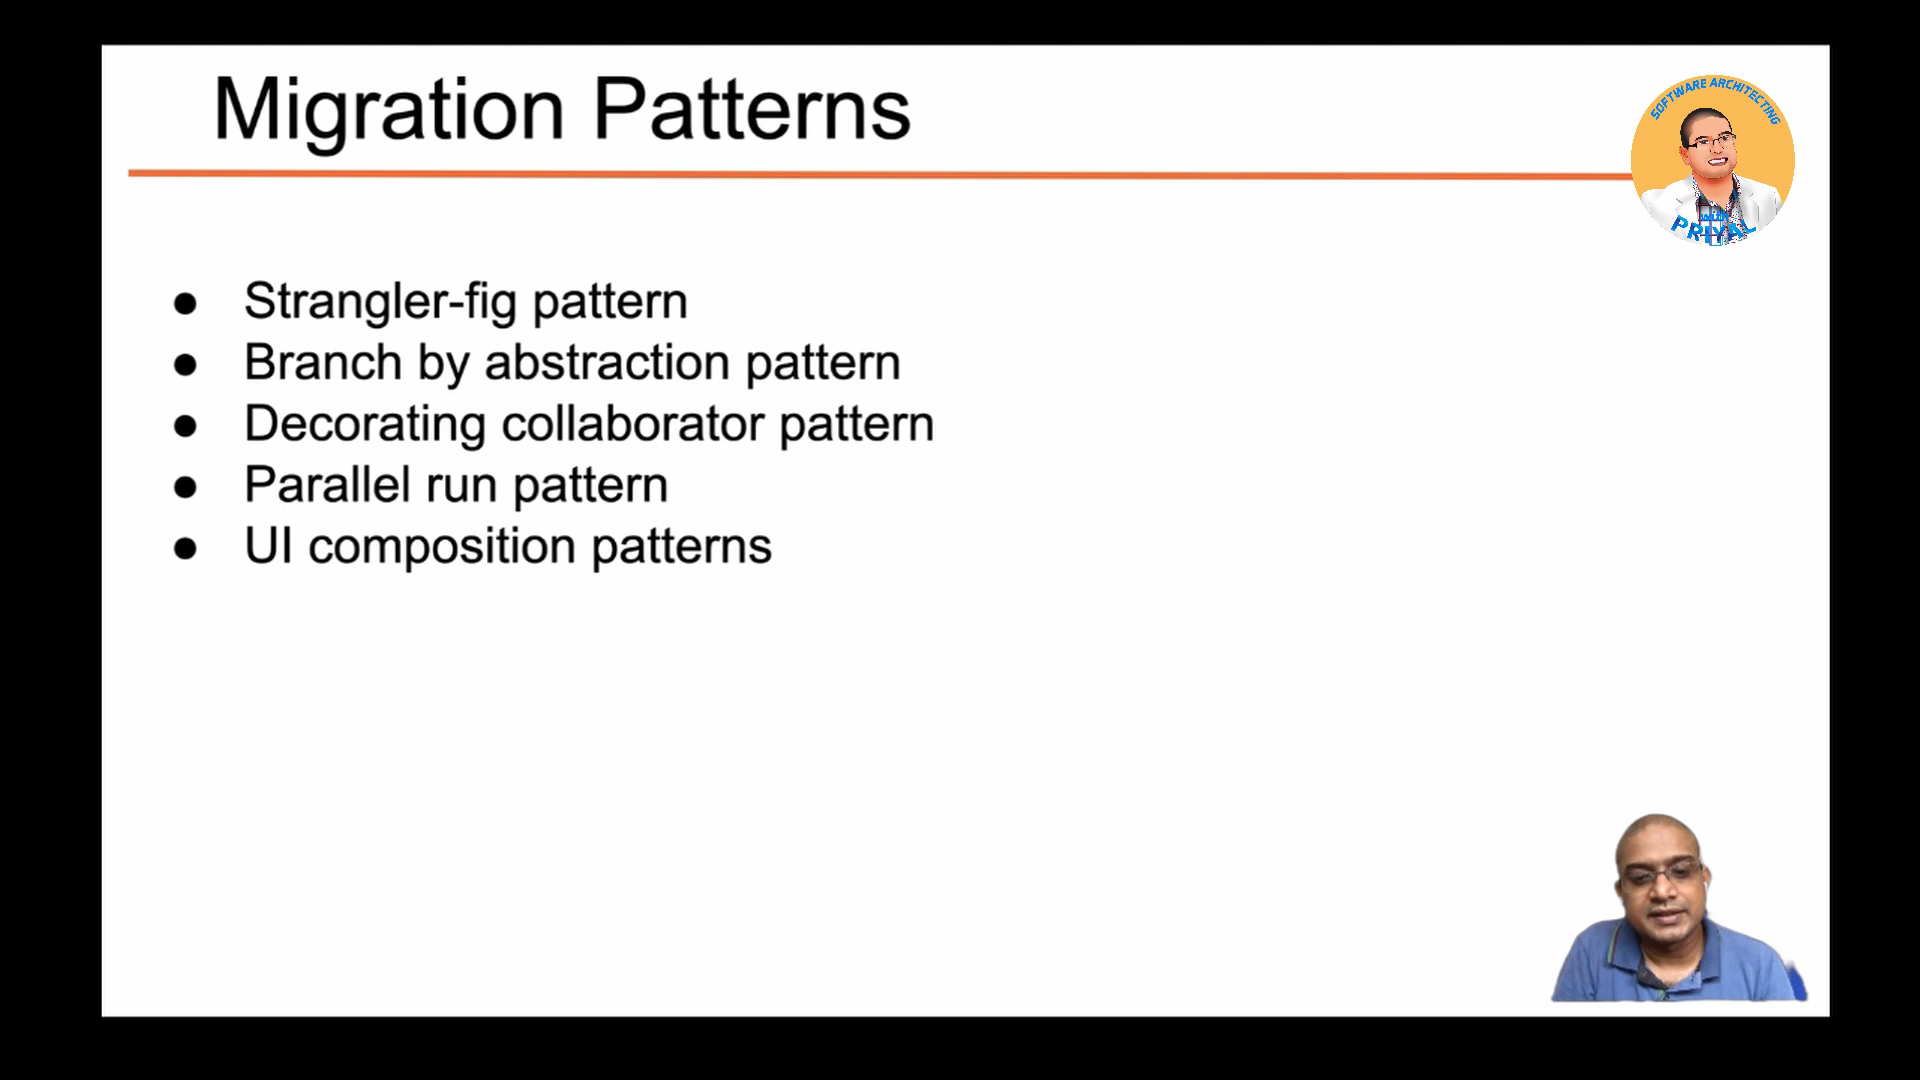 Migration Patterns
SOFTWARE ARCHITECTING
PRIYAL
● Strangler-fig pattern
● Branch by abstraction pattern
● Decorating collaborator pattern
● Parallel run pattern
● UI composition patterns